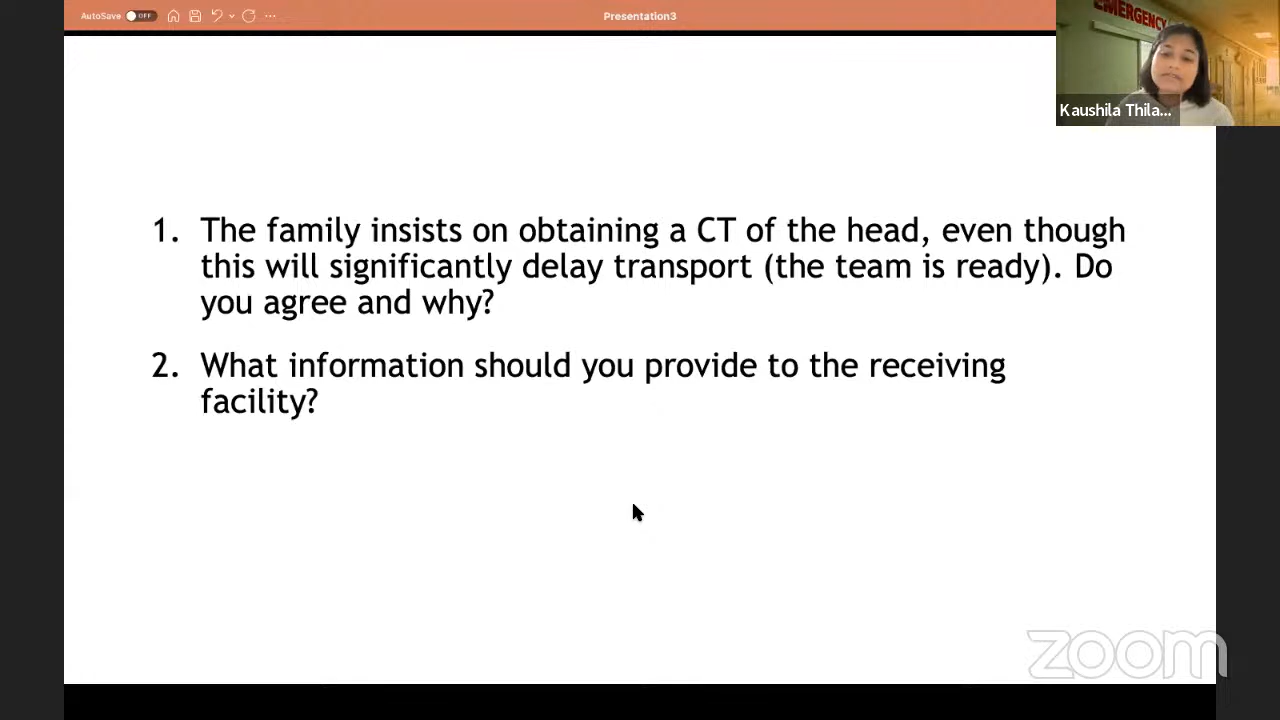 AutoSave OFF
Presentation3
EMERGENCY
Kaushila Thila...
1. The family insists on obtaining a CT of the head, even though
this will significantly delay transport (the team is ready). Do
you agree and why?
2. What information should you provide to the receiving
facility?
zoom